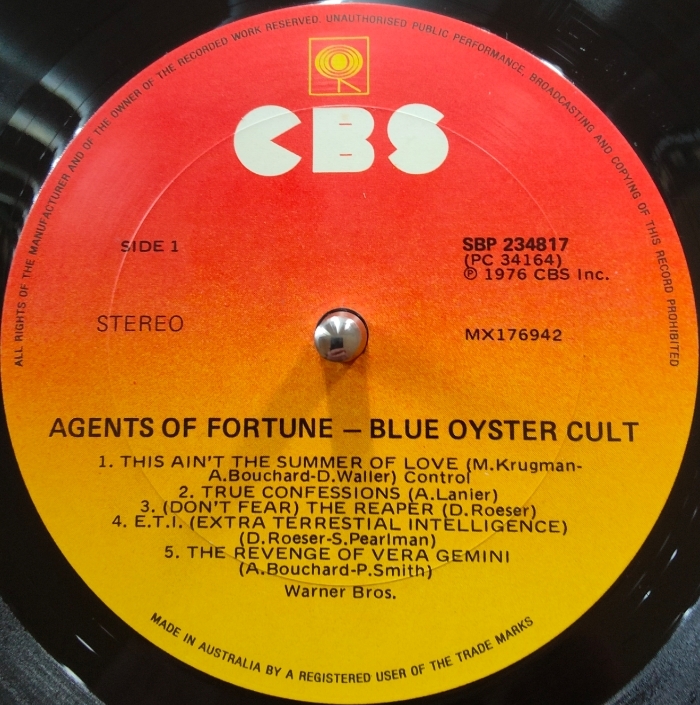 ALL RIGHTS OF THE MANUFACTURER AND OF THE OWNER OF THE RECORDED WORK RESERVED. UNAUTHORISED PUBLIC PERFORMANCE, BROADCASTING AND COPYING OF THIS RECORD PROHIBITED
CBS
SIDE 1
SBP 234817
(PC 34164)
℗ 1976 CBS Inc.
STEREO
MX176942
AGENTS OF FORTUNE – BLUE OYSTER CULT
1. THIS AIN'T THE SUMMER OF LOVE (M.Krugman-
A.Bouchard-D.Waller) Control
2. TRUE CONFESSIONS (A.Lanier)
3. (DON'T FEAR) THE REAPER (D.Roeser)
4. E.T.I. (EXTRA TERRESTIAL INTELLIGENCE)
(D.Roeser-S.Pearlman)
5. THE REVENGE OF VERA GEMINI
(A.Bouchard-P.Smith)
Warner Bros.
MADE IN AUSTRALIA BY A REGISTERED USER OF THE TRADE MARKS